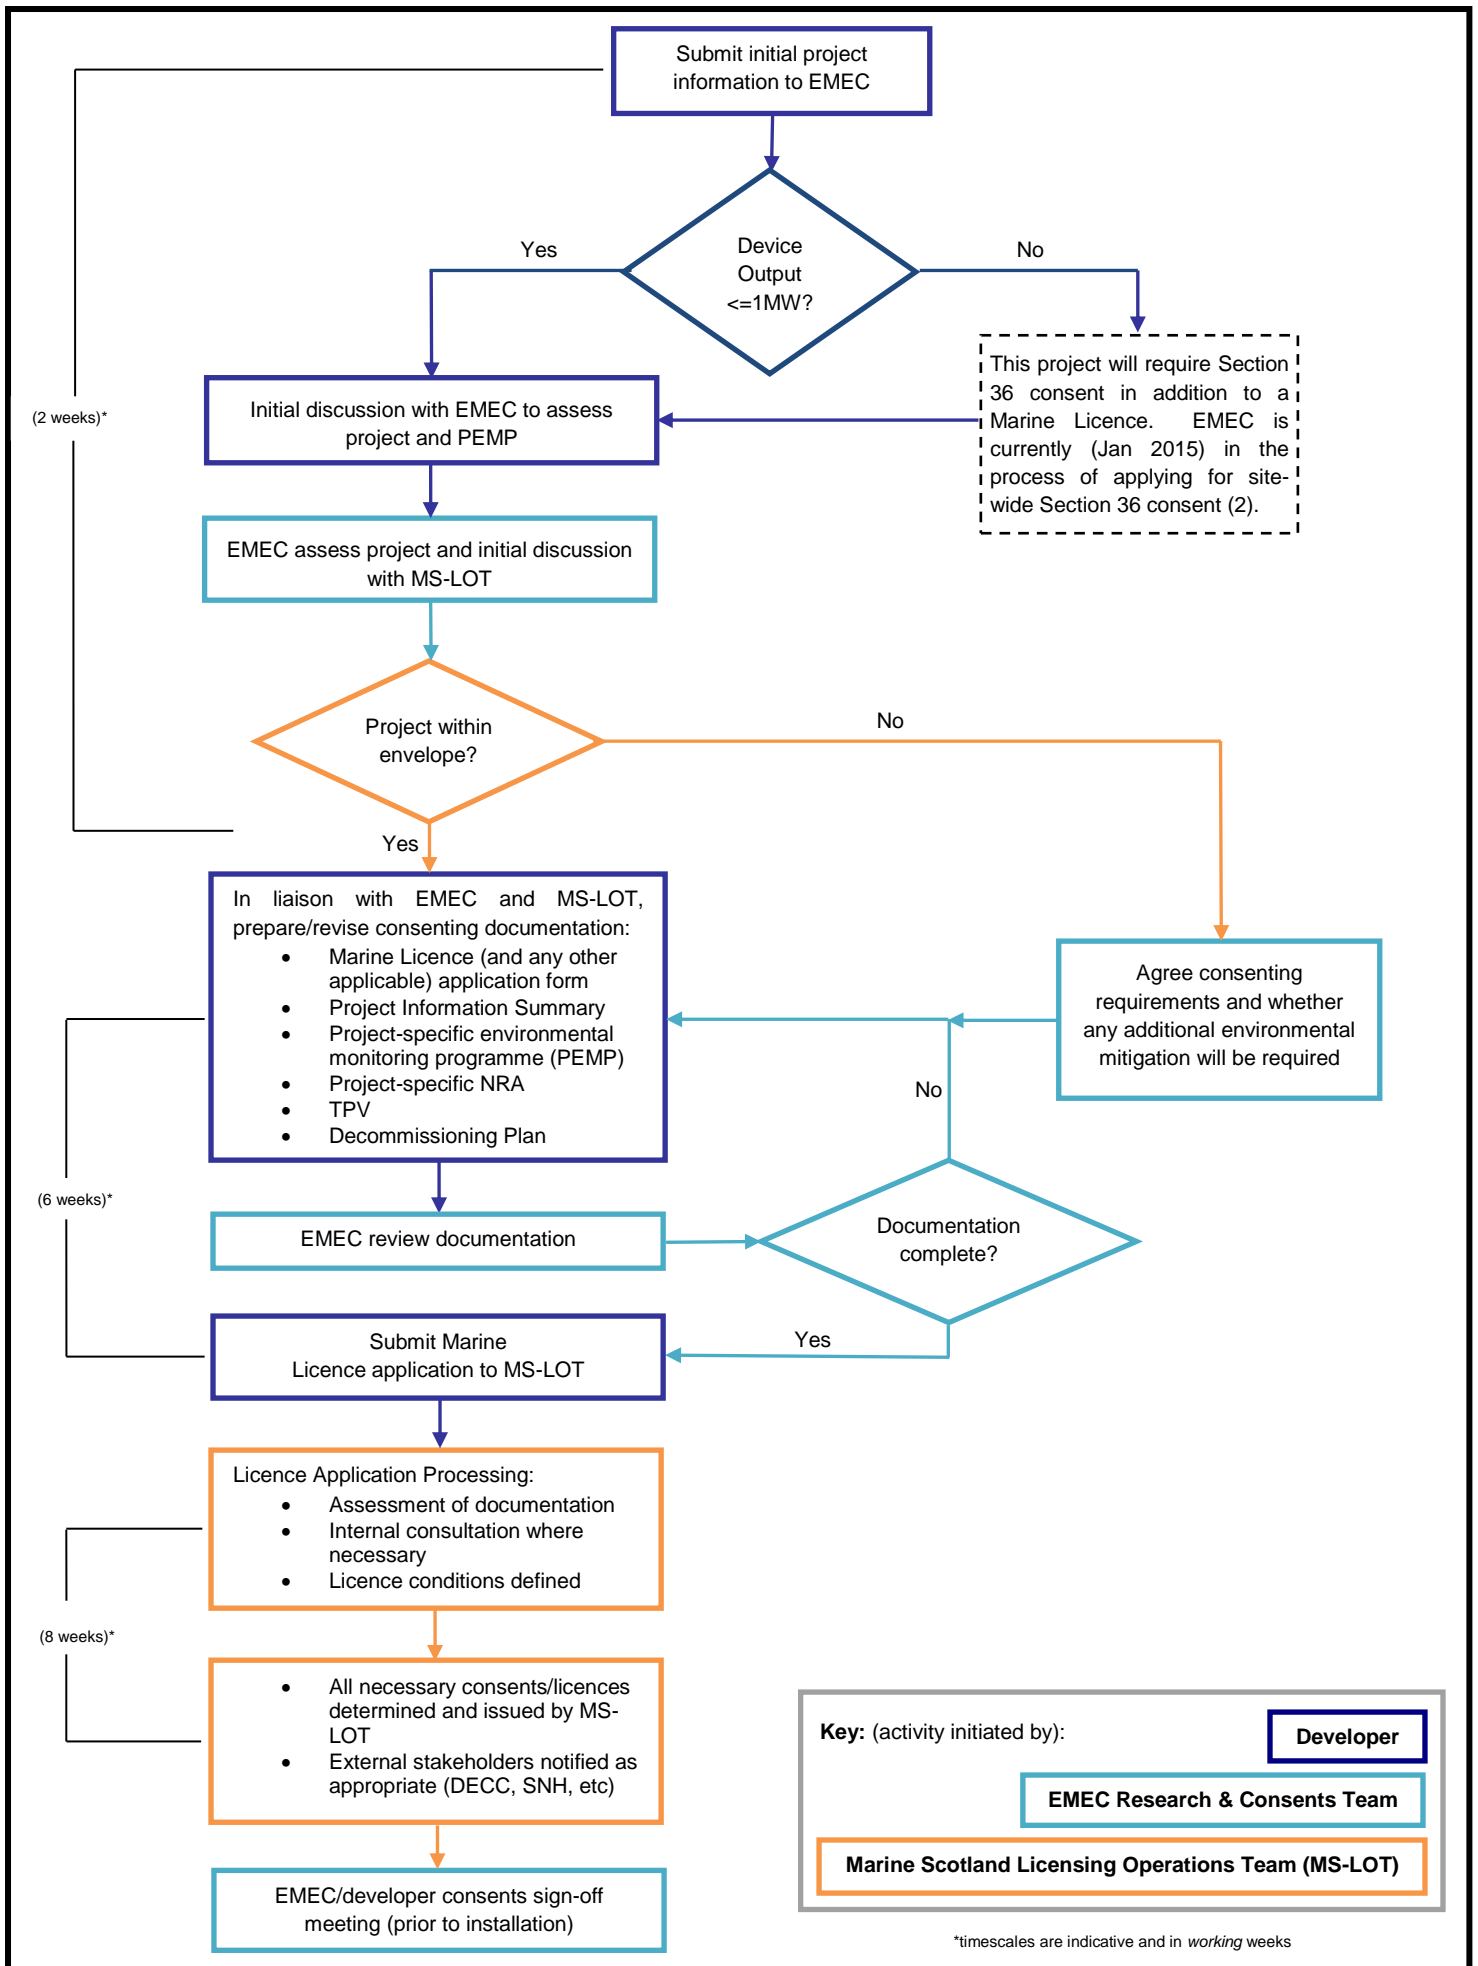 Submit initial project
information to EMEC
Yes
Device
Output
<=1MW?
No
This project will require Section
36 consent in addition to a
Marine Licence. EMEC is
currently (Jan 2015) in the
process of applying for site-
wide Section 36 consent (2).
(2 weeks)*
Initial discussion with EMEC to assess
project and PEMP
EMEC assess project and initial discussion
with MS-LOT
Project within
envelope?
No
Yes
In liaison with EMEC and MS-LOT,
prepare/revise consenting documentation:
• Marine Licence (and any other
applicable) application form
• Project Information Summary
• Project-specific environmental
monitoring programme (PEMP)
• Project-specific NRA
• TPV
• Decommissioning Plan
Agree consenting
requirements and whether
any additional environmental
mitigation will be required
No
(6 weeks)*
EMEC review documentation
Documentation
complete?
Submit Marine
Licence application to MS-LOT
Yes
Licence Application Processing:
• Assessment of documentation
• Internal consultation where
necessary
• Licence conditions defined
(8 weeks)*
• All necessary consents/licences
determined and issued by MS-
LOT
• External stakeholders notified as
appropriate (DECC, SNH, etc)
EMEC/developer consents sign-off
meeting (prior to installation)
Key: (activity initiated by):
Developer
EMEC Research & Consents Team
Marine Scotland Licensing Operations Team (MS-LOT)
*timescales are indicative and in working weeks